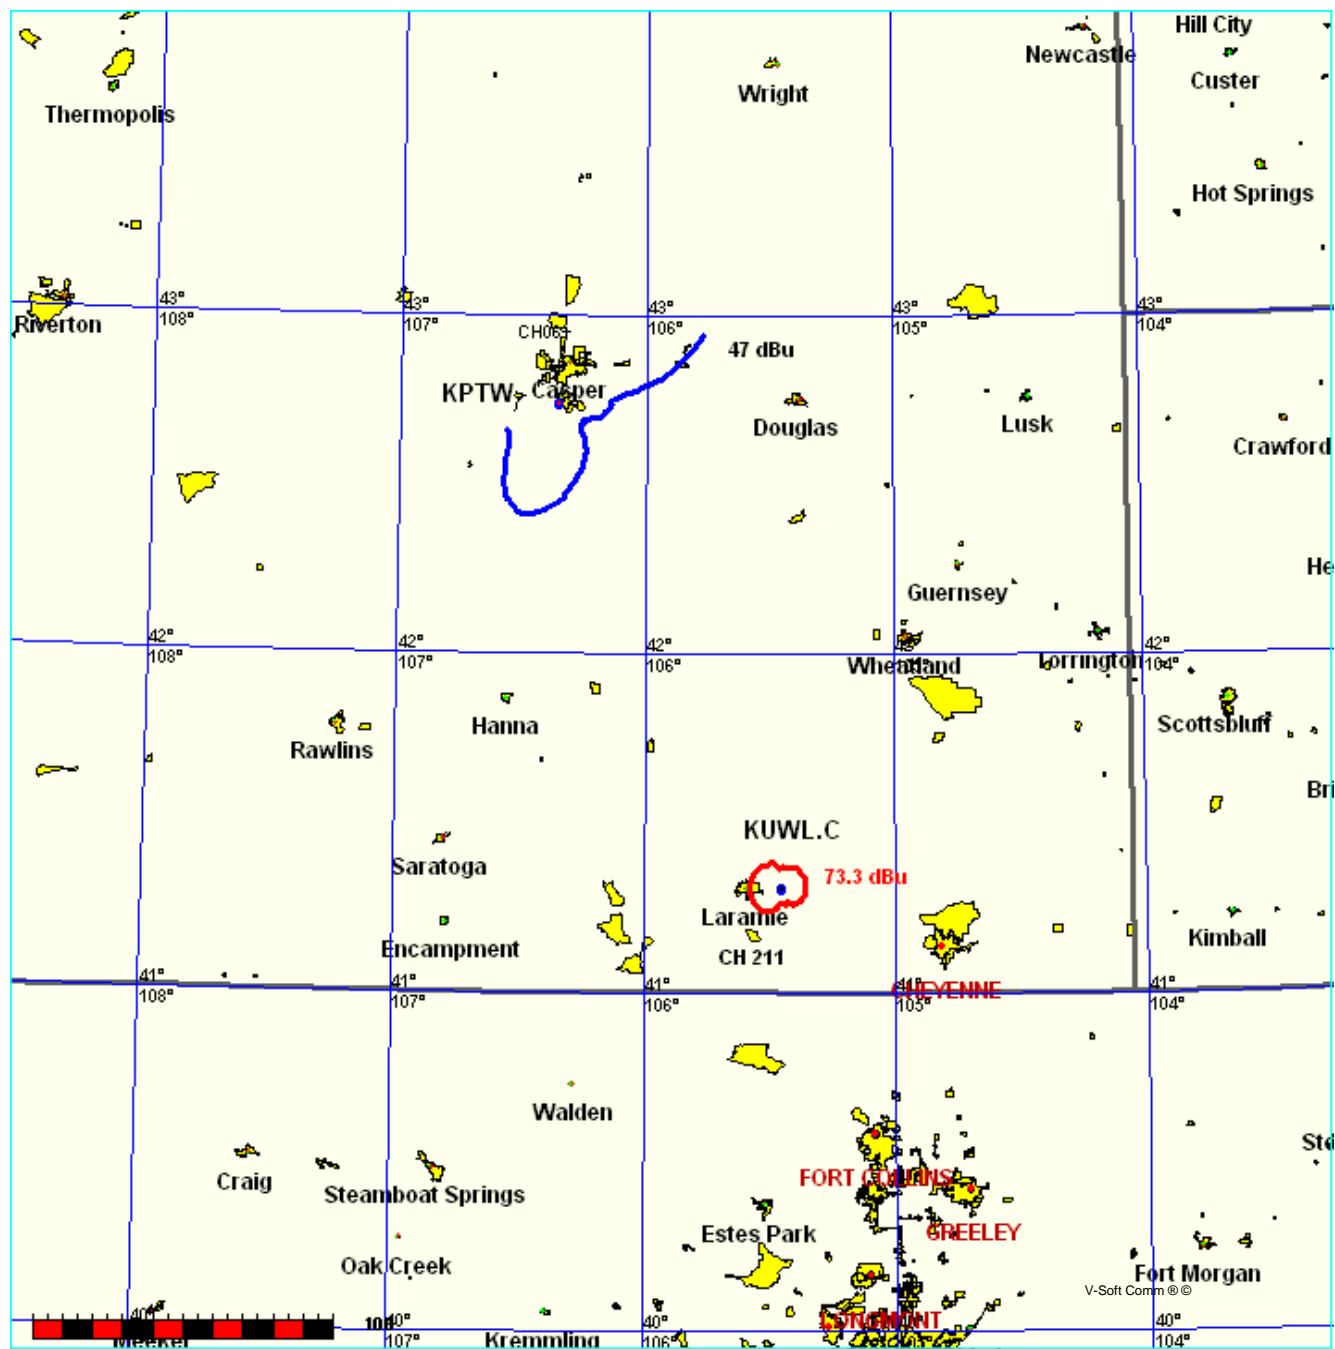 Hill City
Newcastle
Custer
Wright
Thermopolis
Hot Springs
43°
108°
43°
107°
43°
106°
43°
105°
43°
104°
Riverton
CH06+
47 dBu
KPTW
Casper
Douglas
Lusk
Crawford
He
Guernsey
42°
108°
42°
107°
42°
106°
42°
Wheatland
Torrington
42°
104°
Hanna
Rawlins
Scottsbluff
Bri
KUWL.C
Saratoga
73.3 dBu
Laramie
Encampment
CH 211
Kimball
41°
108°
41°
107°
41°
106°
41°
105°
CHEYENNE
41°
104°
Walden
Craig
Steamboat Springs
FORT COLLINS
Ste
Estes Park
GREELEY
Oak Creek
Fort Morgan
V-Soft Comm ® ©
40°
40°
107°
40°
106°
LONGMONT
40°
104°
Meeker
Kremmling